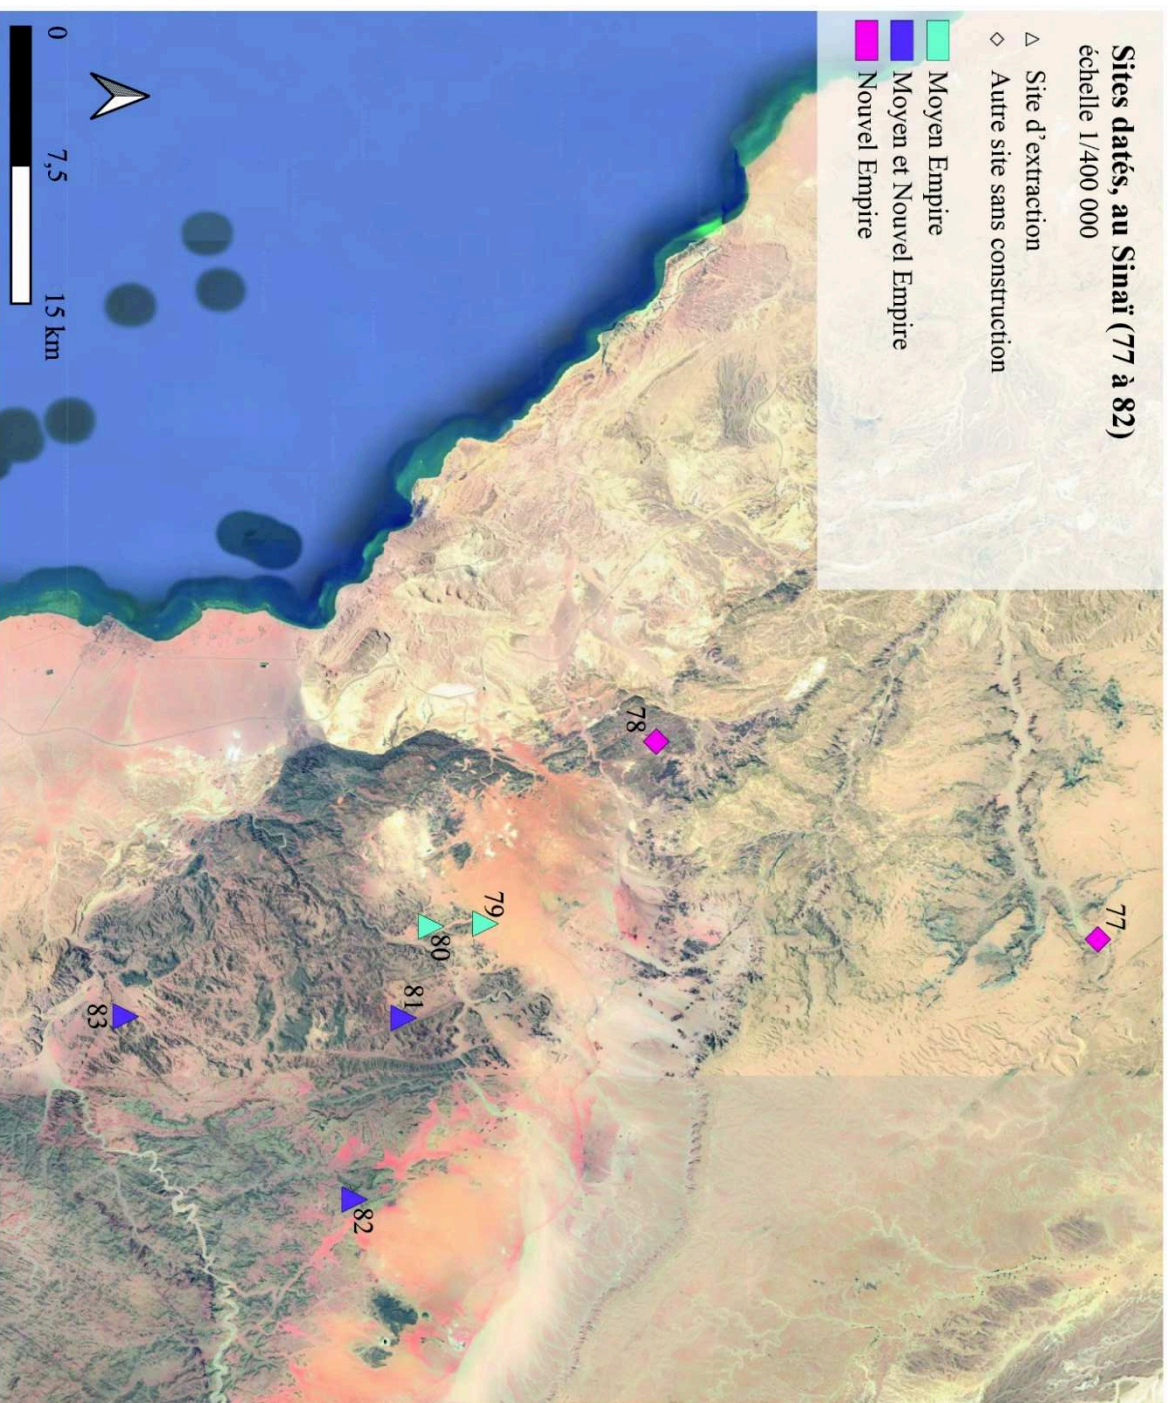 Sites datés, au Sinaï (77 à 82)
échelle 1/400 000
Site d’extraction
Autre site sans construction
Moyen Empire
Moyen et Nouvel Empire
Nouvel Empire
77
78
79
80
81
82
83
0 7,5 15 km